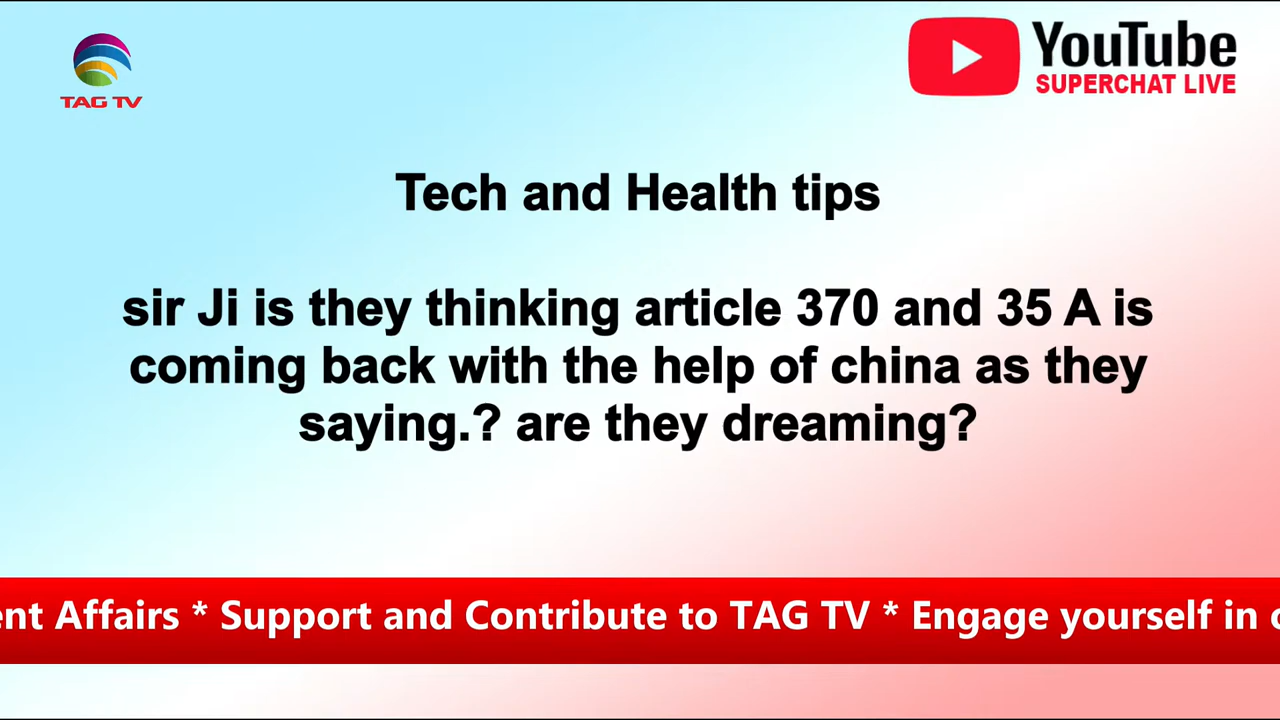 TAG TV
YouTube
SUPERCHAT LIVE
Tech and Health tips
sir Ji is they thinking article 370 and 35 A is
coming back with the help of china as they
saying.? are they dreaming?
ent Affairs * Support and Contribute to TAG TV * Engage yourself in